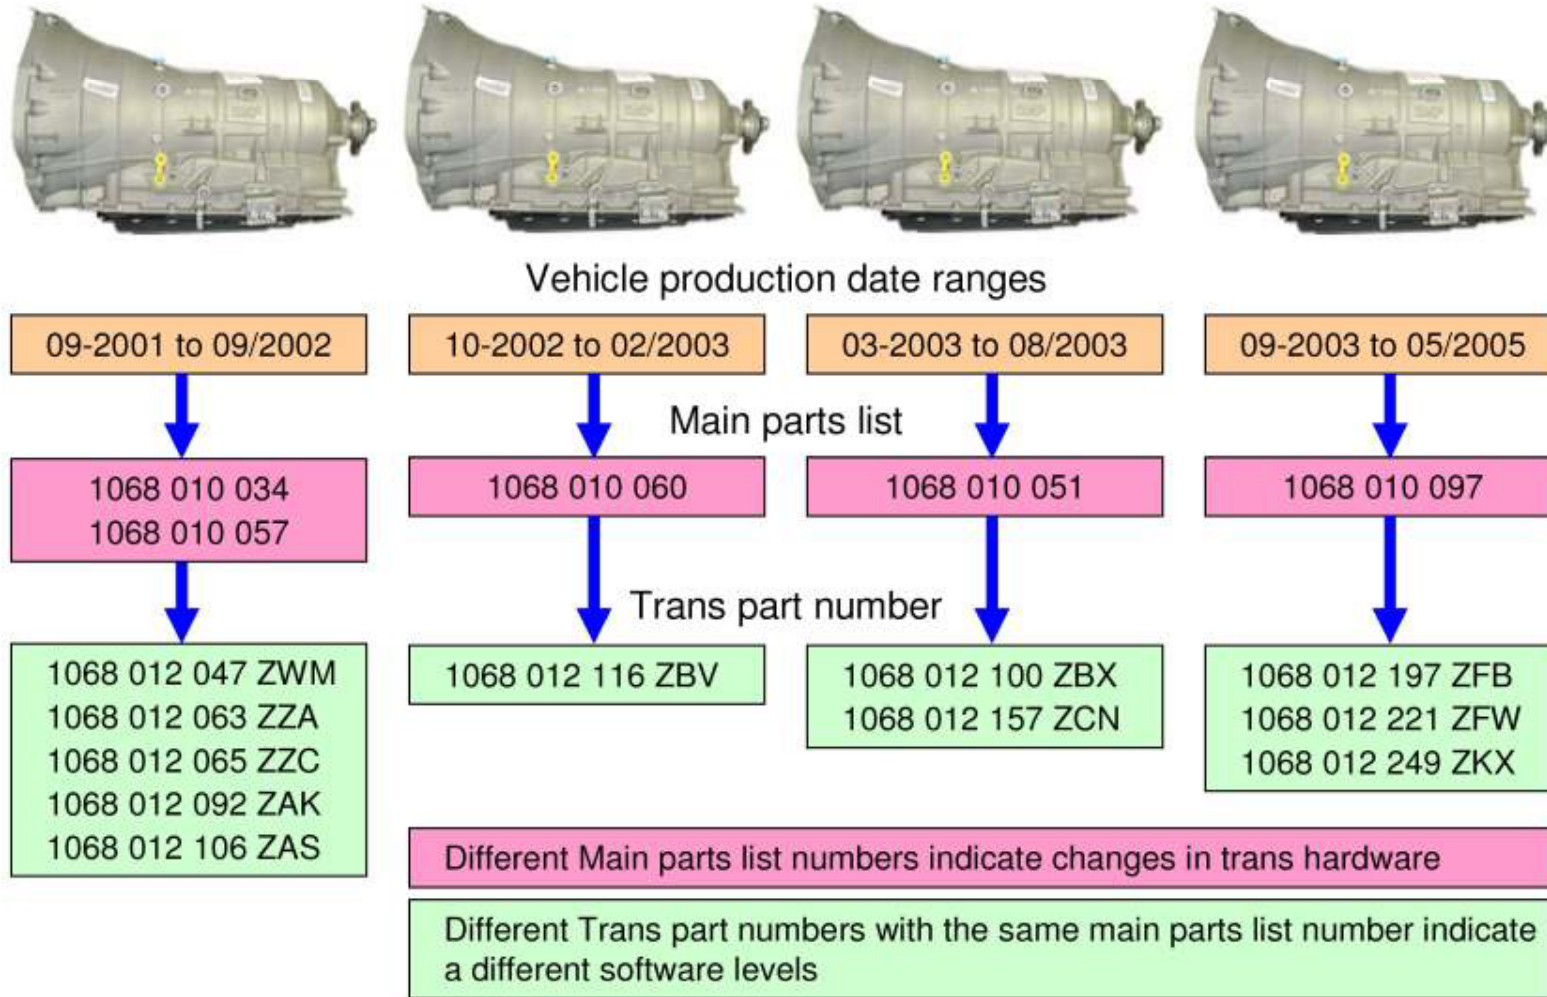 Vehicle production date ranges
09-2001 to 09/2002
10-2002 to 02/2003
03-2003 to 08/2003
09-2003 to 05/2005
Main parts list
1068 010 034
1068 010 057
1068 010 060
1068 010 051
1068 010 097
Trans part number
1068 012 047 ZWM
1068 012 063 ZZA
1068 012 065 ZZC
1068 012 092 ZAK
1068 012 106 ZAS
1068 012 116 ZBV
1068 012 100 ZBX
1068 012 157 ZCN
1068 012 197 ZFB
1068 012 221 ZFW
1068 012 249 ZKX
Different Main parts list numbers indicate changes in trans hardware
Different Trans part numbers with the same main parts list number indicate
a different software levels